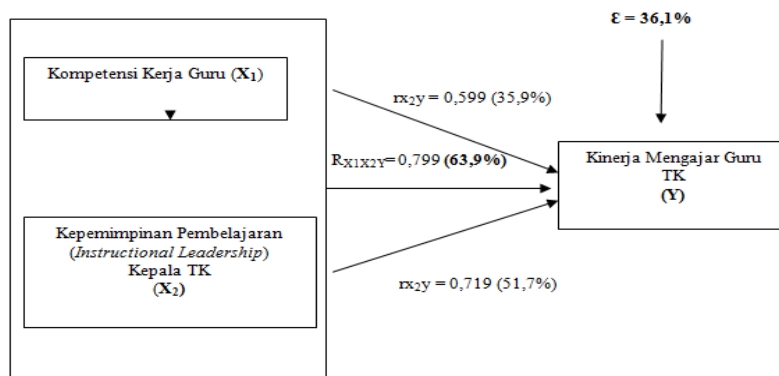 Ɛ = 36,1%
Kompetensi Kerja Guru (X₁)
rx₂y = 0,599 (35,9%)
R_X1X2Y= 0,799 (63,9%)
Kinerja Mengajar Guru
TK
(Y)
Kepemimpinan Pembelajaran
(Instructional Leadership)
Kepala TK
(X₂)
rx₂y = 0,719 (51,7%)